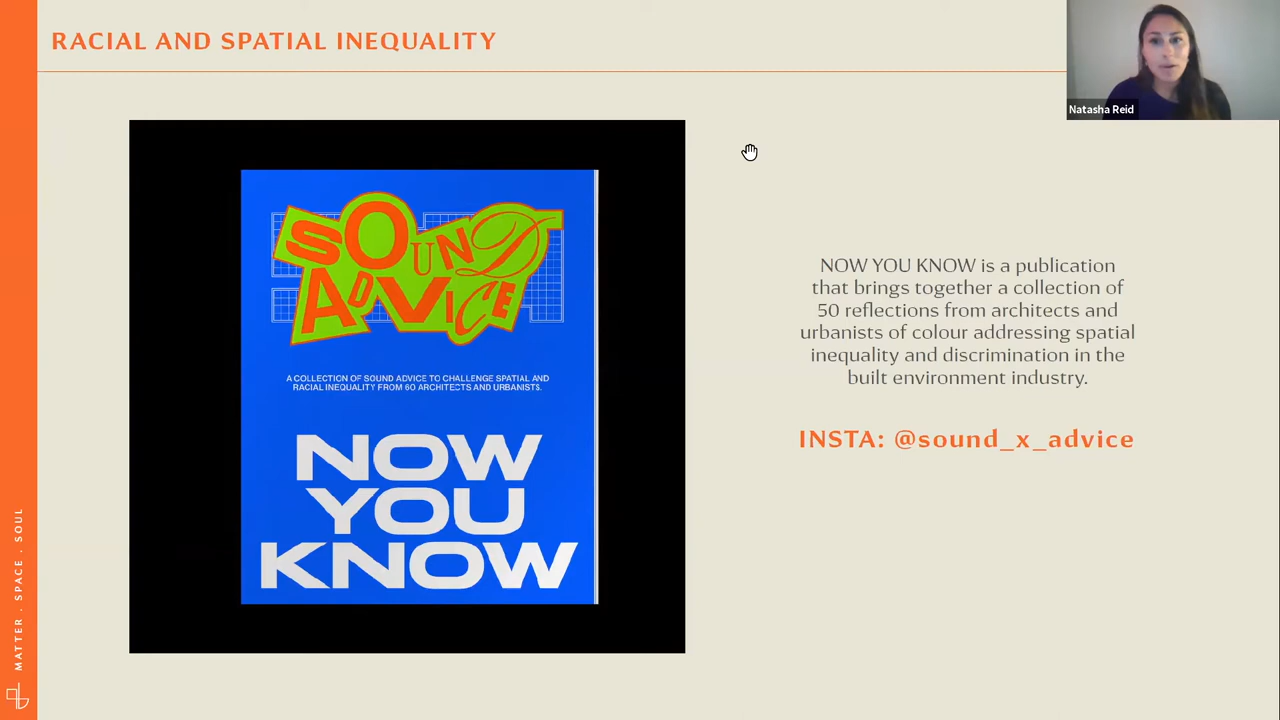 RACIAL AND SPATIAL INEQUALITY
Natasha Reid
SOUND
ADVICE
A COLLECTION OF SOUND ADVICE TO CHALLENGE SPATIAL AND
RACIAL INEQUALITY FROM 60 ARCHITECTS AND URBANISTS.
NOW
YOU
KNOW
NOW YOU KNOW is a publication
that brings together a collection of
50 reflections from architects and
urbanists of colour addressing spatial
inequality and discrimination in the
built environment industry.
INSTA: @sound_x_advice
MATTER . SPACE . SOUL